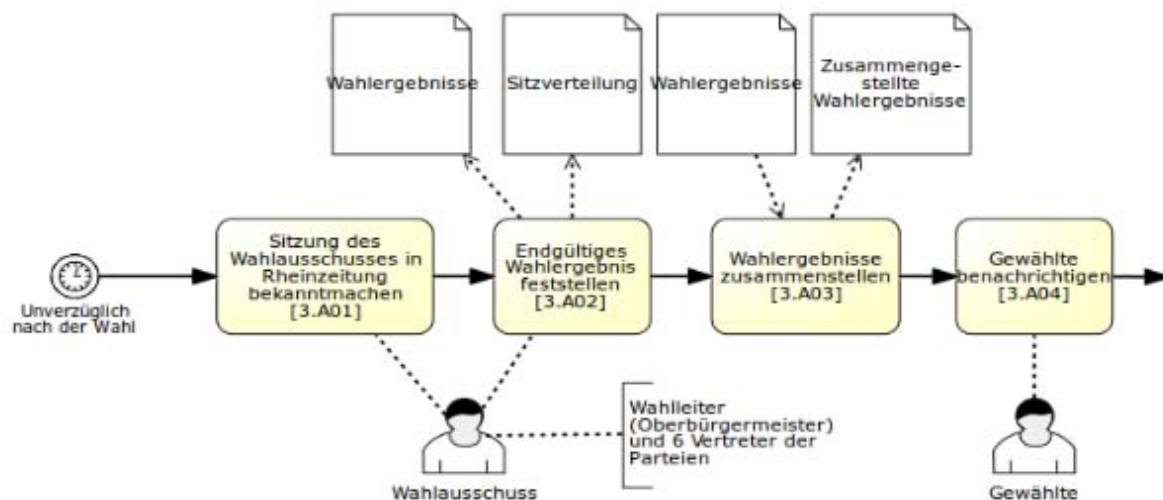 Wahlergebnisse
Sitzverteilung
Wahlergebnisse
Zusammenge-
stellte
Wahlergebnisse
Unverzüglich
nach der Wahl
Sitzung des
Wahlausschusses in
Rheinzeitung
bekanntmachen
[3.A01]
Endgültiges
Wahlergebnis
feststellen
[3.A02]
Wahlergebnisse
zusammenstellen
[3.A03]
Gewählte
benachrichtigen
[3.A04]
Wahlausschuss
Wahlleiter
(Oberbürgermeister)
und 6 Vertreter der
Parteien
Gewählte